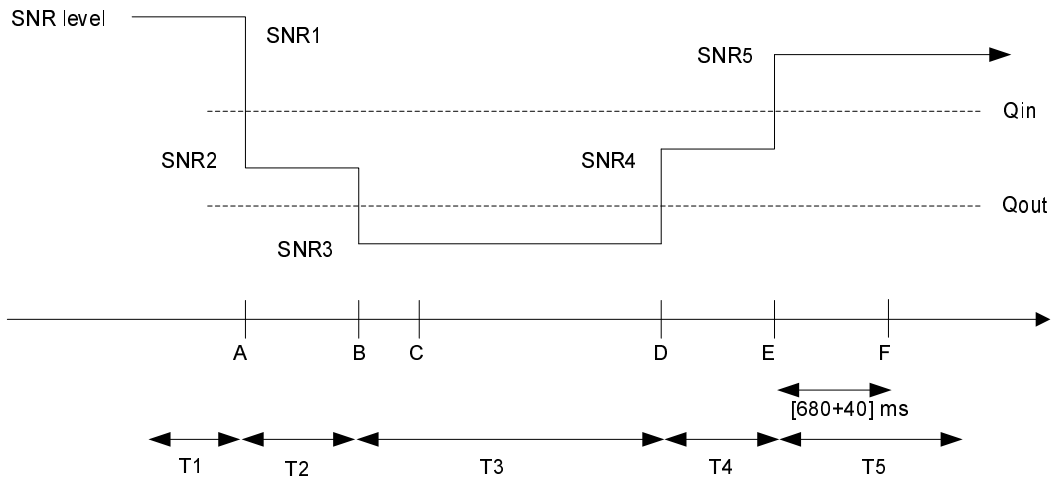 SNR level
SNR1
SNR5
Qin
SNR2
SNR4
Qout
SNR3
A
B
C
D
E
F
[680+40] ms
T1
T2
T3
T4
T5